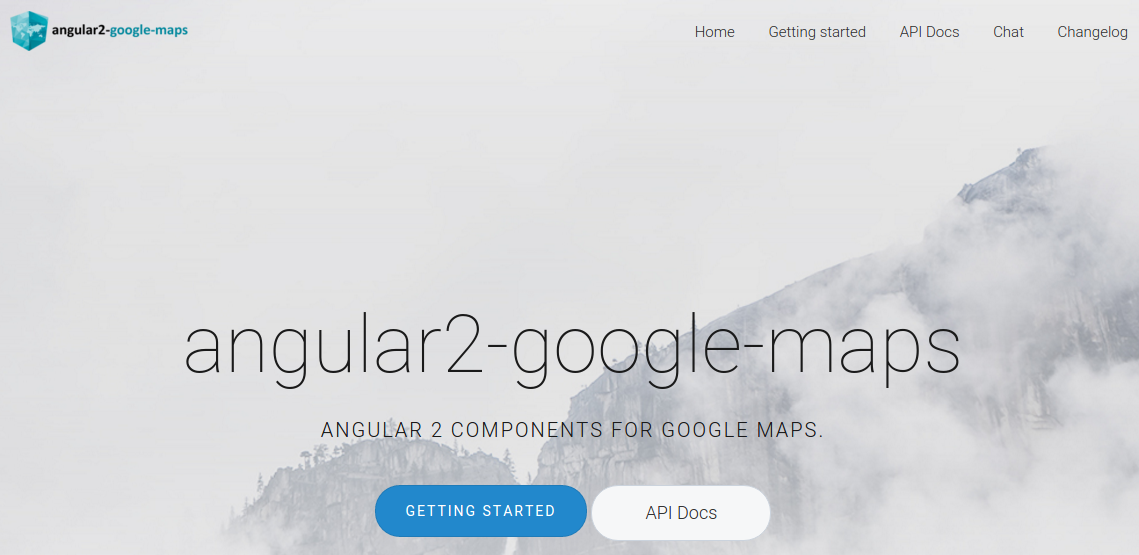 angular2-google-maps
Home Getting started API Docs Chat Changelog
angular2-google-maps
ANGULAR 2 COMPONENTS FOR GOOGLE MAPS.
GETTING STARTED API Docs